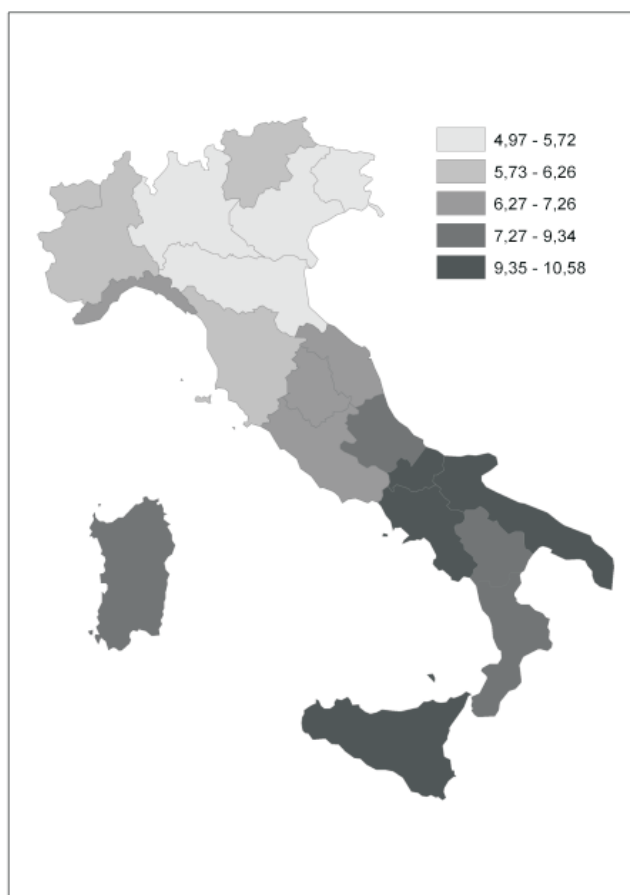 4,97 - 5,72
5,73 - 6,26
6,27 - 7,26
7,27 - 9,34
9,35 - 10,58